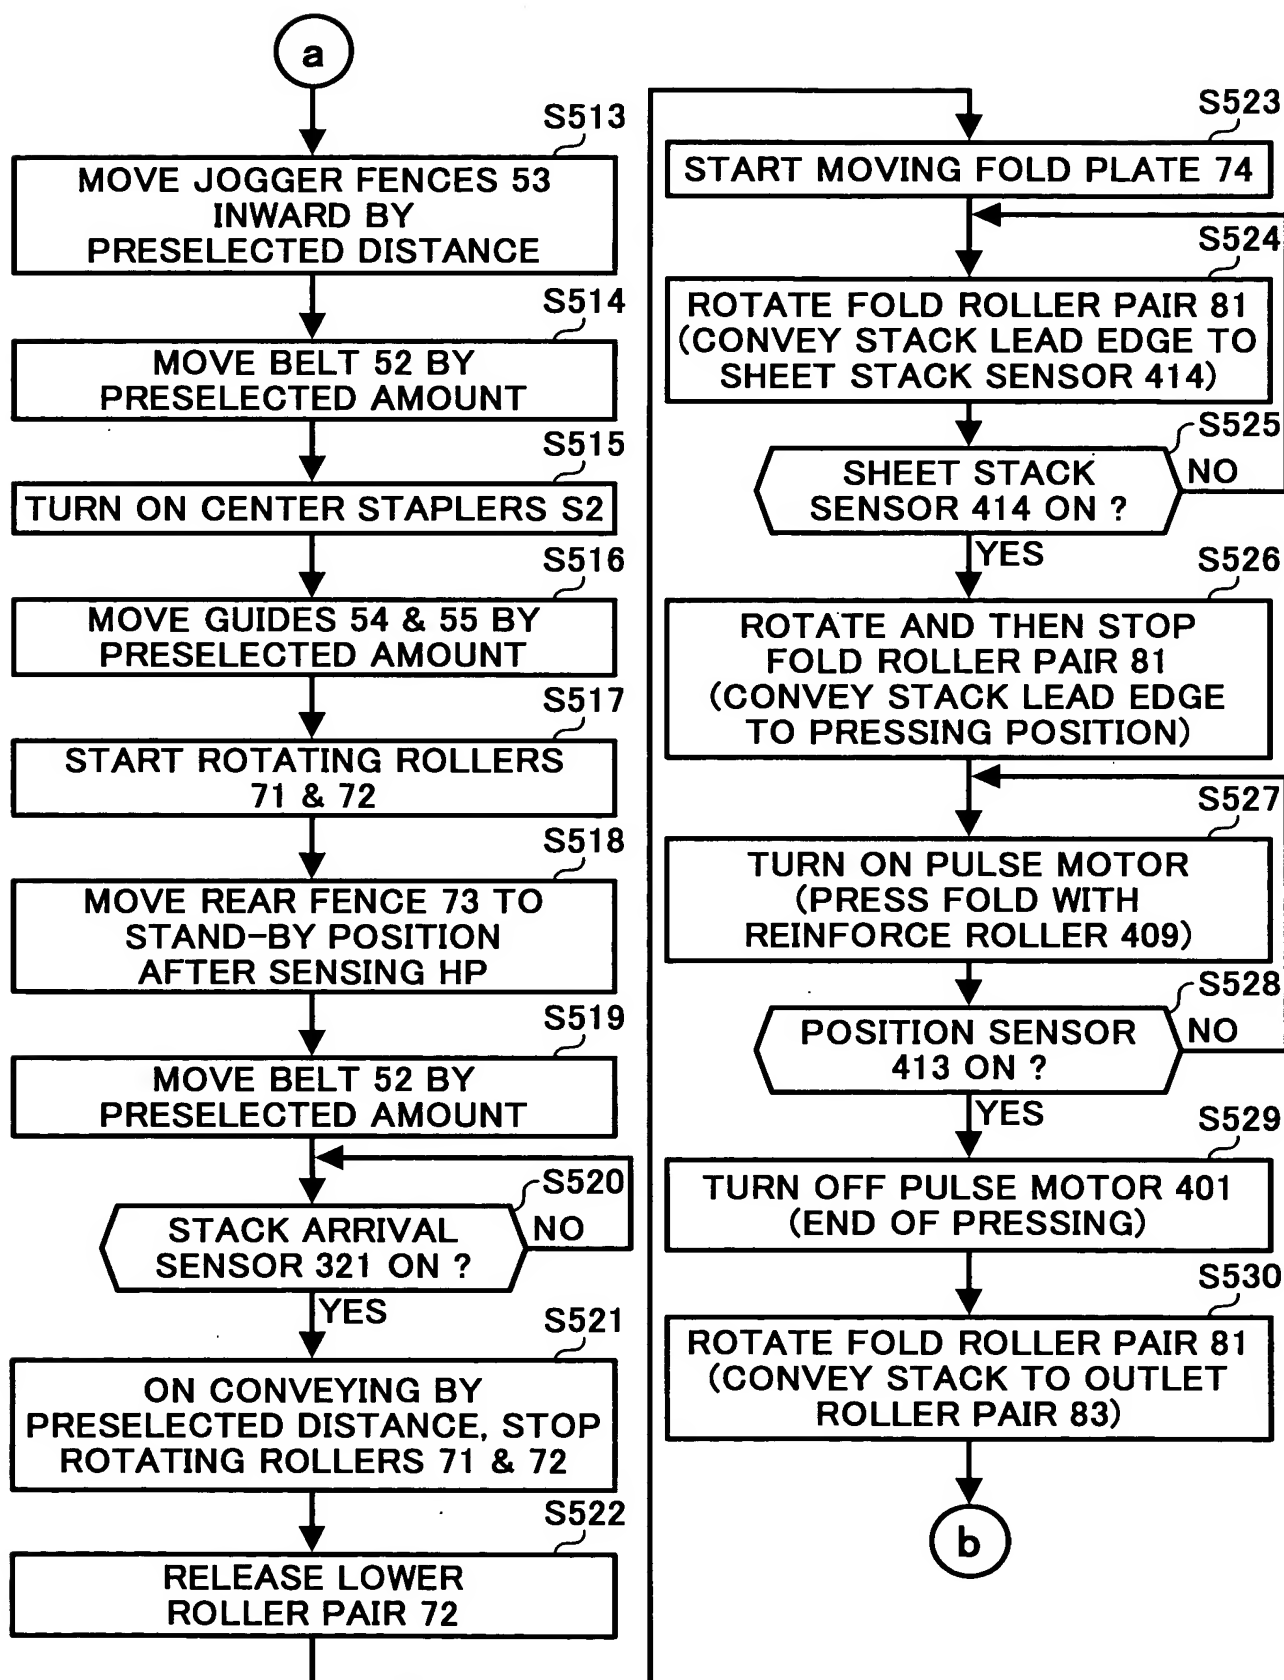 a
S513
MOVE JOGGER FENCES 53
INWARD BY
PRESELECTED DISTANCE
S514
MOVE BELT 52 BY
PRESELECTED AMOUNT
S515
TURN ON CENTER STAPLERS S2
S516
MOVE GUIDES 54 & 55 BY
PRESELECTED AMOUNT
S517
START ROTATING ROLLERS
71 & 72
S518
MOVE REAR FENCE 73 TO
STAND-BY POSITION
AFTER SENSING HP
S519
MOVE BELT 52 BY
PRESELECTED AMOUNT
S520
STACK ARRIVAL
SENSOR 321 ON ?
NO
YES
S521
ON CONVEYING BY
PRESELECTED DISTANCE, STOP
ROTATING ROLLERS 71 & 72
S522
RELEASE LOWER
ROLLER PAIR 72
S523
START MOVING FOLD PLATE 74
S524
ROTATE FOLD ROLLER PAIR 81
(CONVEY STACK LEAD EDGE TO
SHEET STACK SENSOR 414)
S525
SHEET STACK
SENSOR 414 ON ?
NO
YES
S526
ROTATE AND THEN STOP
FOLD ROLLER PAIR 81
(CONVEY STACK LEAD EDGE
TO PRESSING POSITION)
S527
TURN ON PULSE MOTOR
(PRESS FOLD WITH
REINFORCE ROLLER 409)
S528
POSITION SENSOR
413 ON ?
NO
YES
S529
TURN OFF PULSE MOTOR 401
(END OF PRESSING)
S530
ROTATE FOLD ROLLER PAIR 81
(CONVEY STACK TO OUTLET
ROLLER PAIR 83)
b